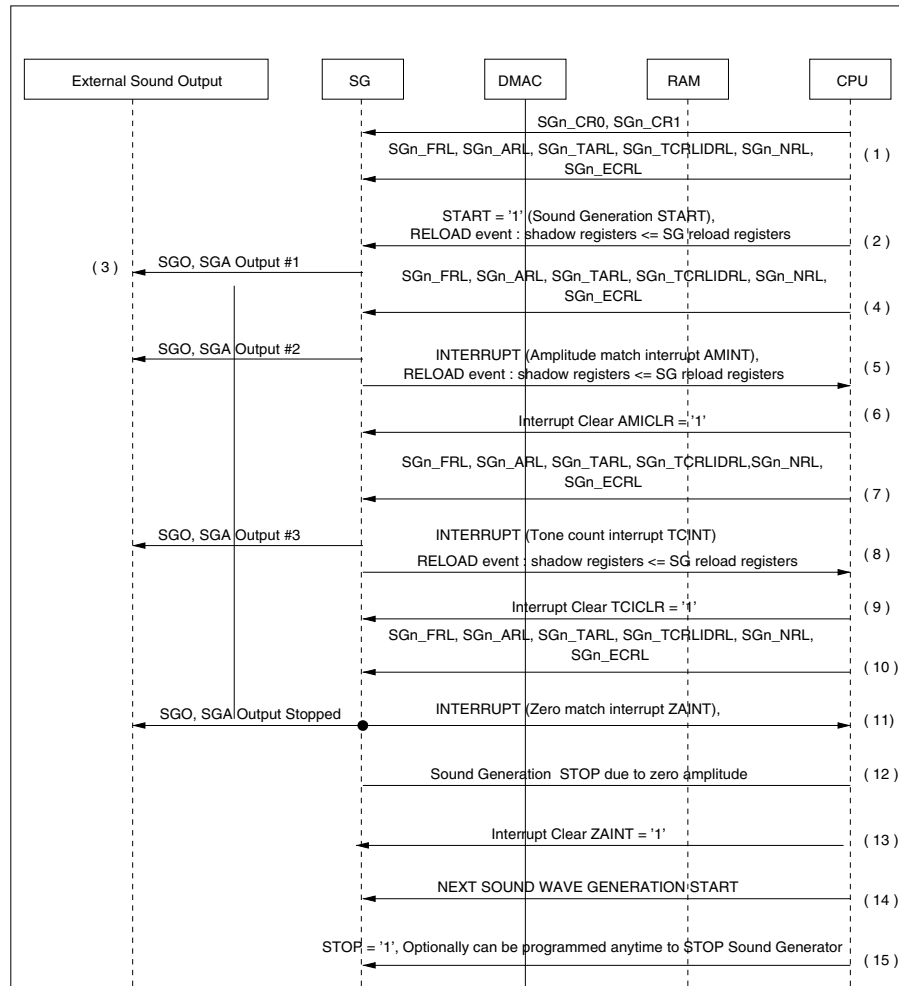 External Sound Output
SG
DMAC
RAM
CPU
SGn_CR0, SGn_CR1
SGn_FRL, SGn_ARL, SGn_TARL, SGn_TCRLIDRL, SGn_NRL,
( 1 )
SGn_ECRL
START = '1' (Sound Generation START),
RELOAD event : shadow registers <= SG reload registers
( 2 )
( 3 )
SGO, SGA Output #1
SGn_FRL, SGn_ARL, SGn_TARL, SGn_TCRLIDRL, SGn_NRL,
SGn_ECRL
( 4 )
SGO, SGA Output #2
INTERRUPT (Amplitude match interrupt AMINT),
( 5 )
RELOAD event : shadow registers <= SG reload registers
Interrupt Clear AMICLR = '1'
( 6 )
SGn_FRL, SGn_ARL, SGn_TARL, SGn_TCRLIDRL,SGn_NRL,
SGn_ECRL
( 7 )
SGO, SGA Output #3
INTERRUPT (Tone count interrupt TCINT)
( 8 )
RELOAD event : shadow registers <= SG reload registers
Interrupt Clear TCICLR = '1'
( 9 )
SGn_FRL, SGn_ARL, SGn_TARL, SGn_TCRLIDRL, SGn_NRL,
SGn_ECRL
( 10 )
SGO, SGA Output Stopped
INTERRUPT (Zero match interrupt ZAINT),
( 11)
Sound Generation STOP due to zero amplitude
( 12 )
Interrupt Clear ZAINT = '1'
( 13 )
NEXT SOUND WAVE GENERATION START
( 14 )
STOP = '1', Optionally can be programmed anytime to STOP Sound Generator
( 15 )